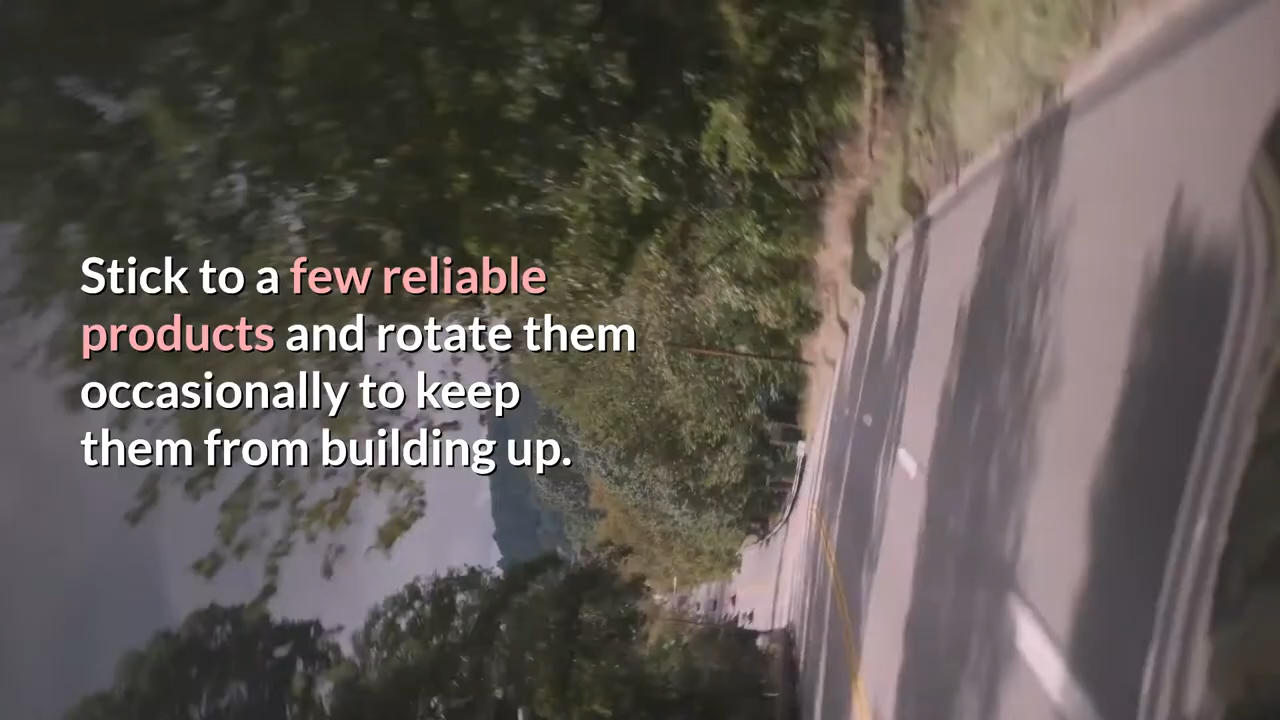 Stick to a few reliable
products and rotate them
occasionally to keep
them from building up.